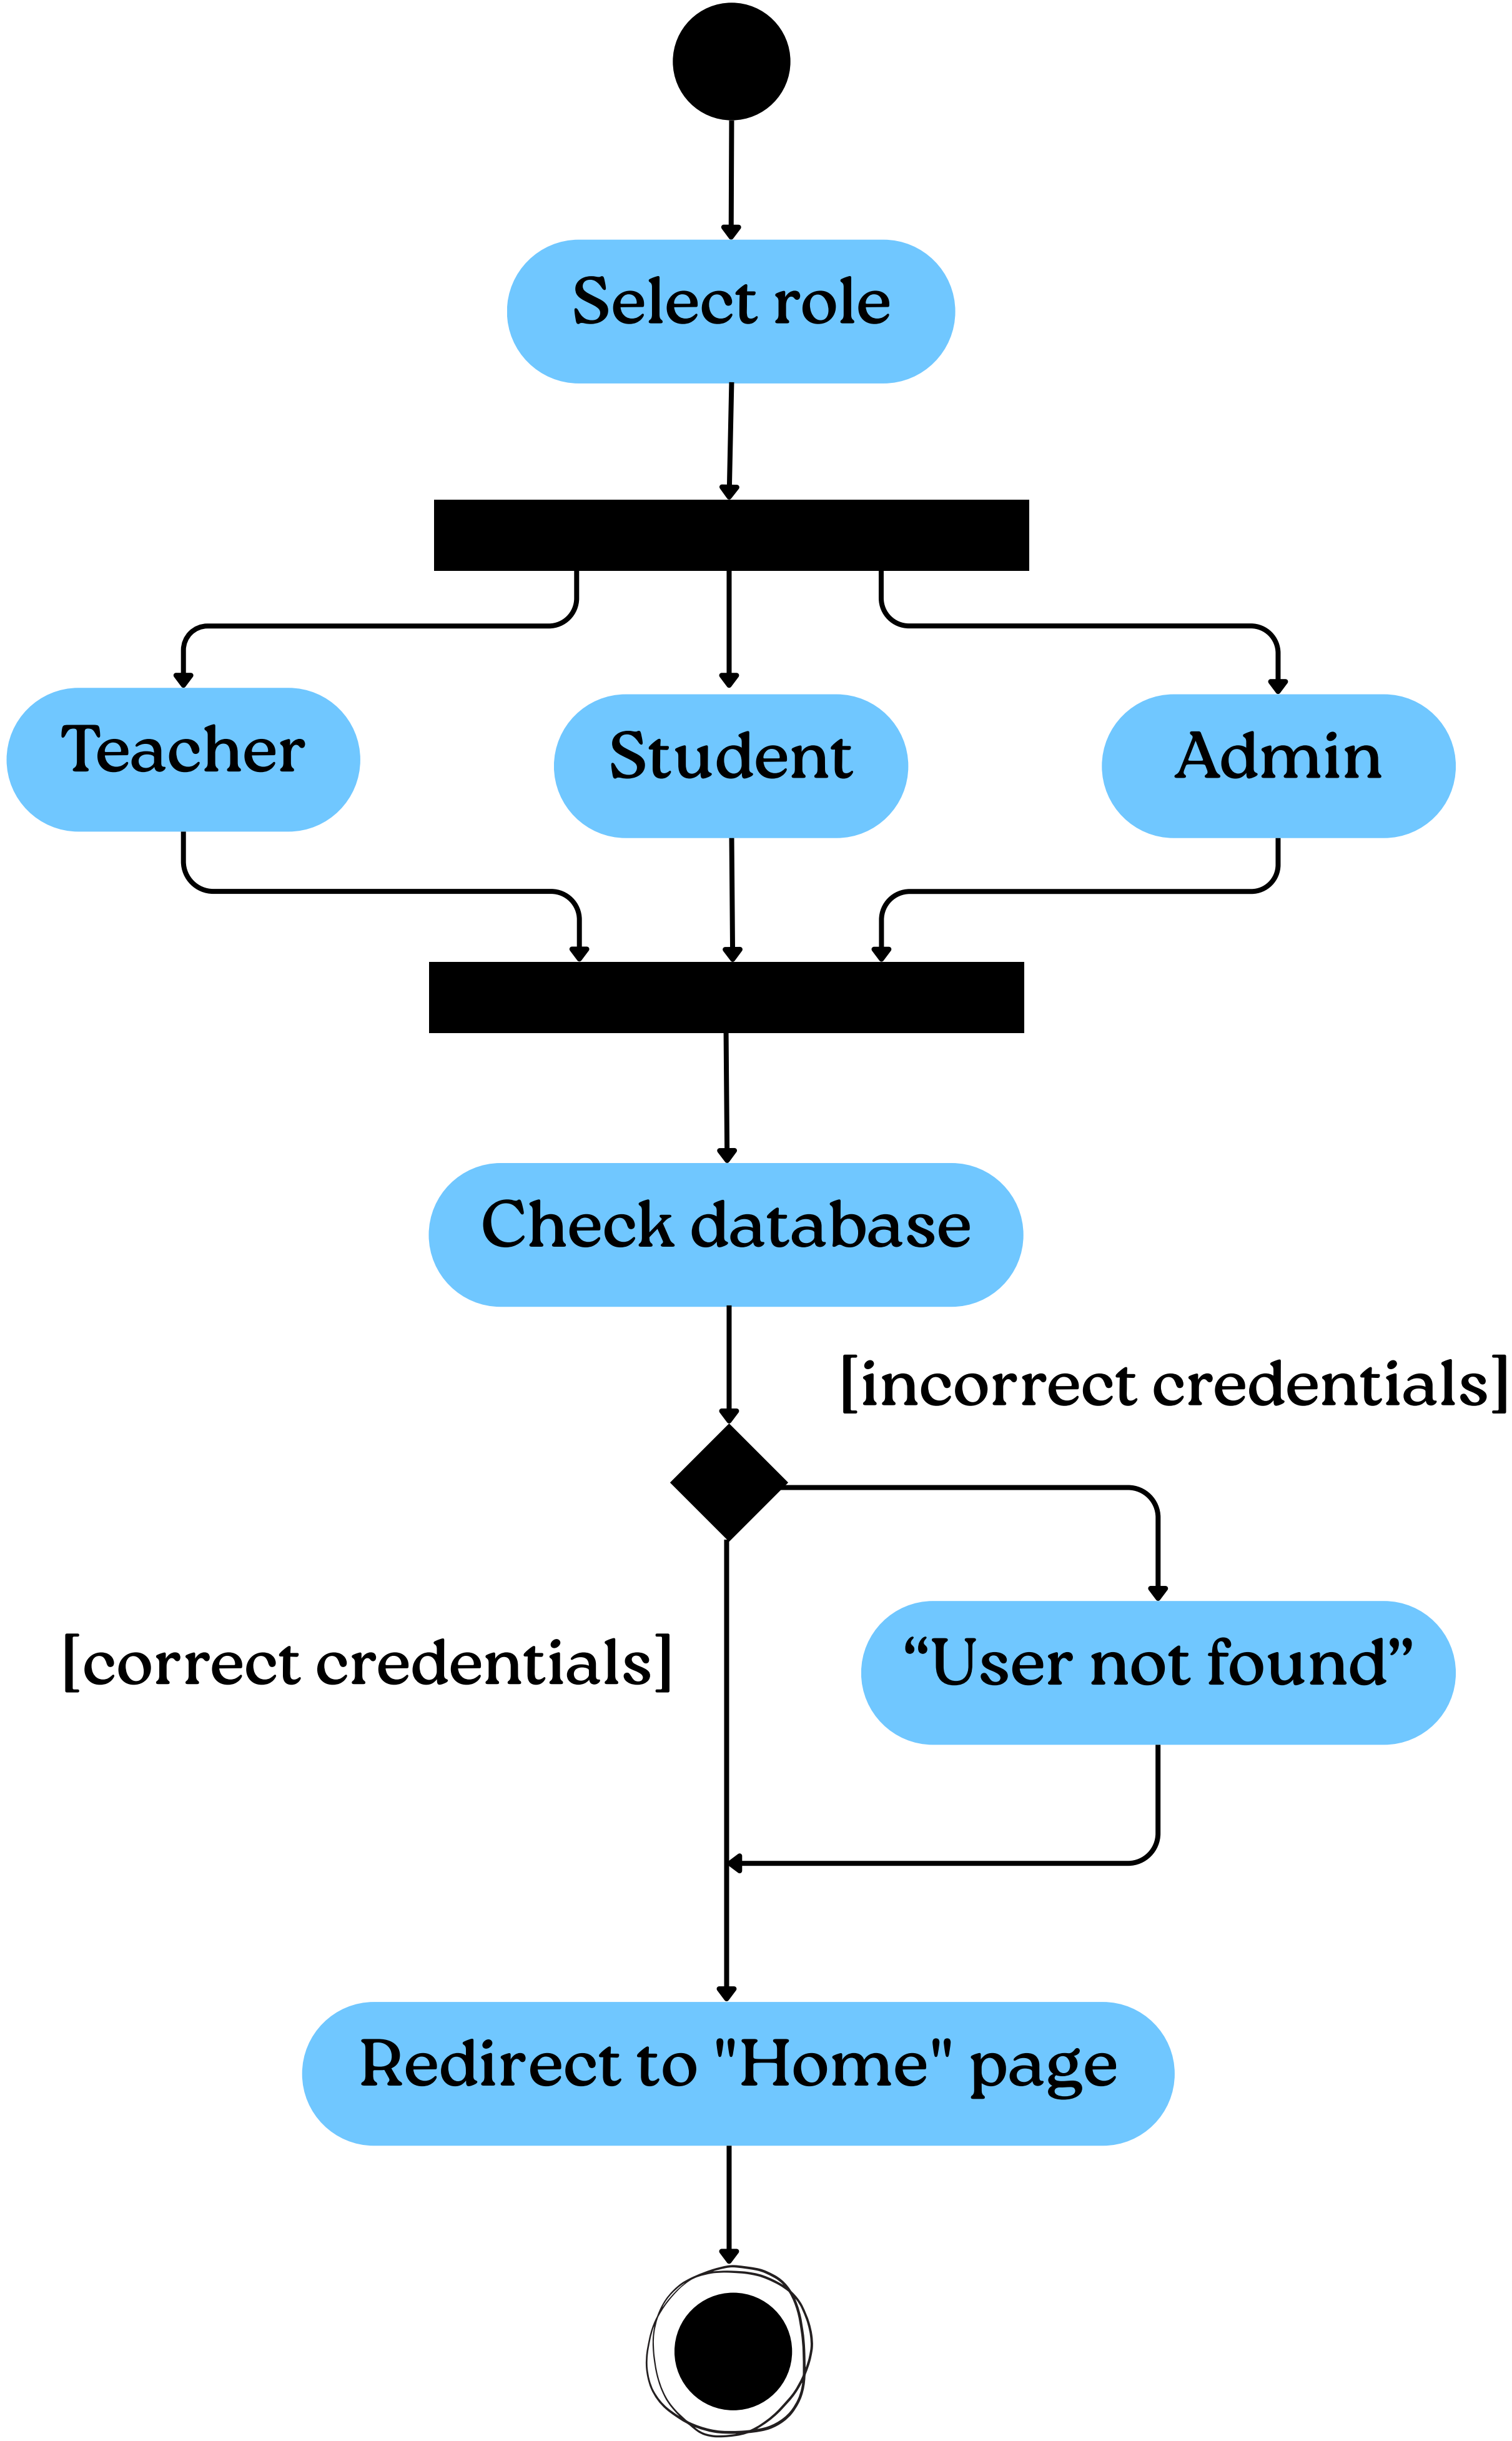 Select role
Teacher
Student
Admin
Check database
[incorrect credentials]
[correct credentials]
“User not found”
Redirect to "Home" page